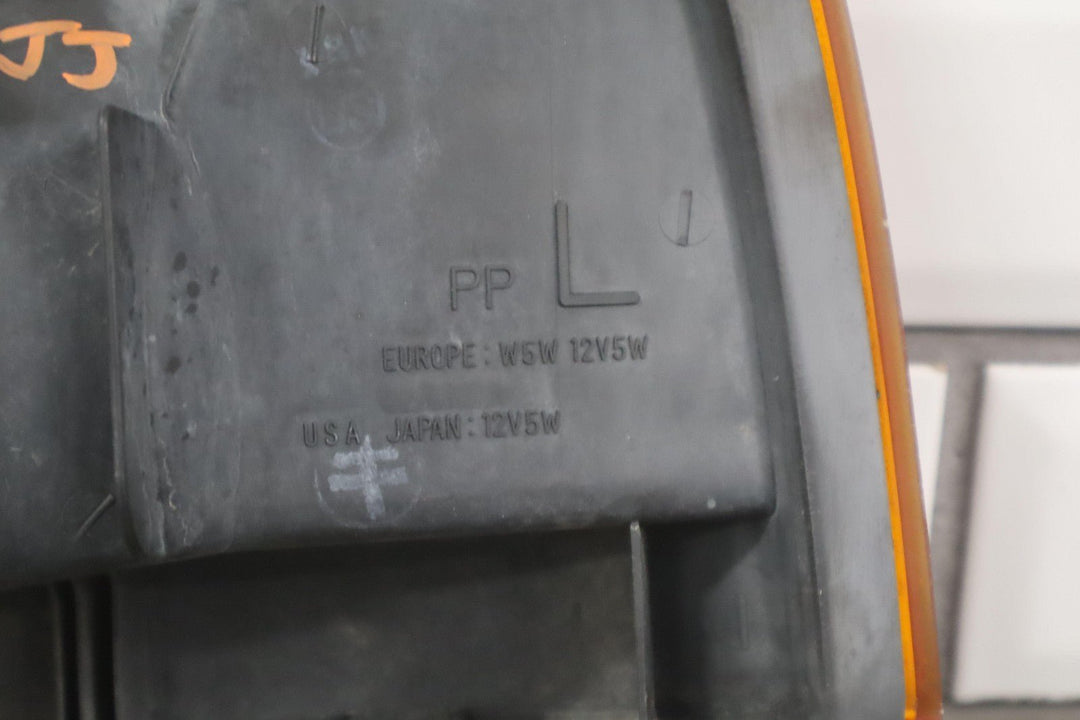 JJ
PP L
EUROPE: W5W 12V5W
USA, JAPAN: 12V5W